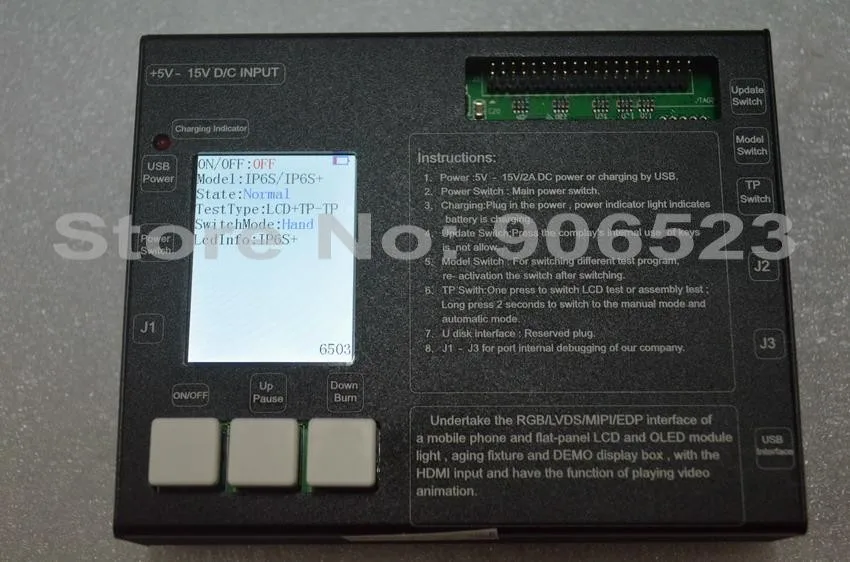 +5V - 15V D/C INPUT
Charging Indicator
USB
Power
Power
Switch
J1
ON/OFF:OFF
Model:IP6S/IP6S+
State:Normal
TestType:LCD+TP-TP
SwitchMode:Hand
LcdInfo:IP6S+
6503
ON/OFF
Up
Pause
Down
Burn
JTAG
Update
Switch
Model
Switch
TP
Switch
J2
J3
USB
Interface
Instructions:
1. Power :5V - 15V/2A DC power or charging by USB.
2. Power Switch : Main power switch.
3. Charging:Plug in the power , power indicator light indicates
battery is charging.
4. Update Switch:Press the complay's internal use of keys
is not allow
5. Model Switch : For switching different test program,
re- activation the switch after switching.
6. TP Swith:One press to switch LCD test or assembly test ;
Long press 2 seconds to switch to the manual mode and
automatic mode.
7. U disk interface : Reserved plug.
8. J1 - J3 for port internal debugging of our company.
Undertake the RGB/LVDS/MIPI/EDP interface of
a mobile phone and flat-panel LCD and OLED module
light , aging fixture and DEMO display box , with the
HDMI input and have the function of playing video
animation.
Store No: 906523